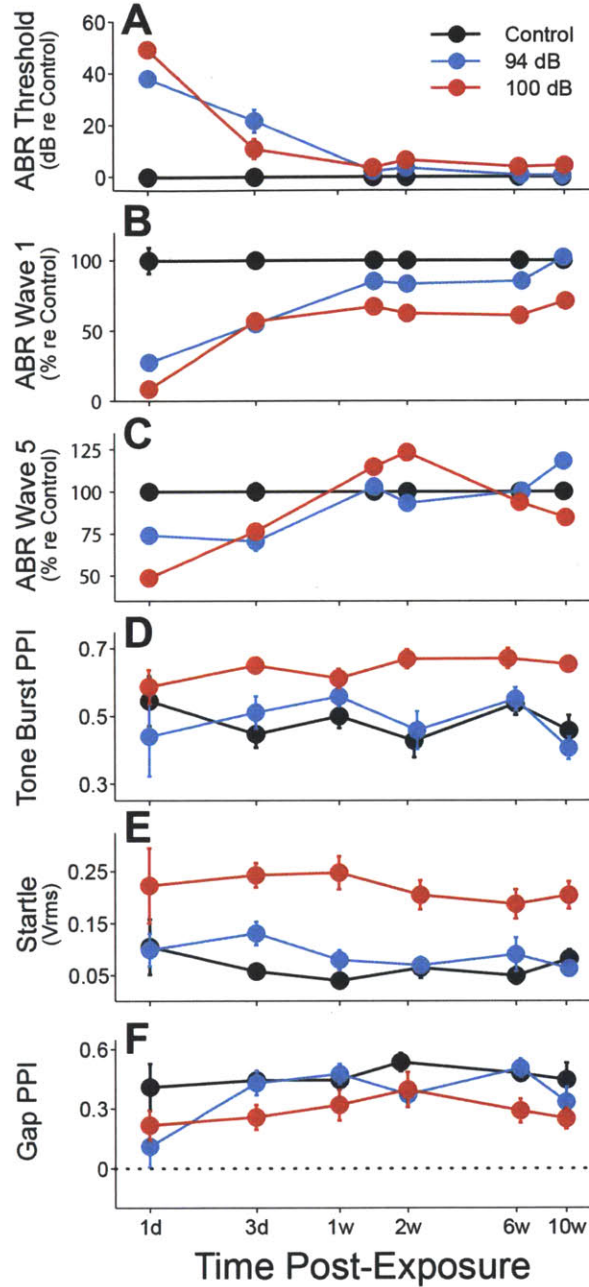 A
60
40
20
0
ABR Threshold
(dB re Control)
Control
94 dB
100 dB
B
100
50
0
ABR Wave 1
(% re Control)
C
125
100
75
50
ABR Wave 5
(% re Control)
D
0.7
0.5
0.3
Tone Burst PPI
E
0.25
0.15
0.05
Startle
(Vrms)
F
0.6
0.3
0
Gap PPI
1d 3d 1w 2w 6w 10w
Time Post-Exposure